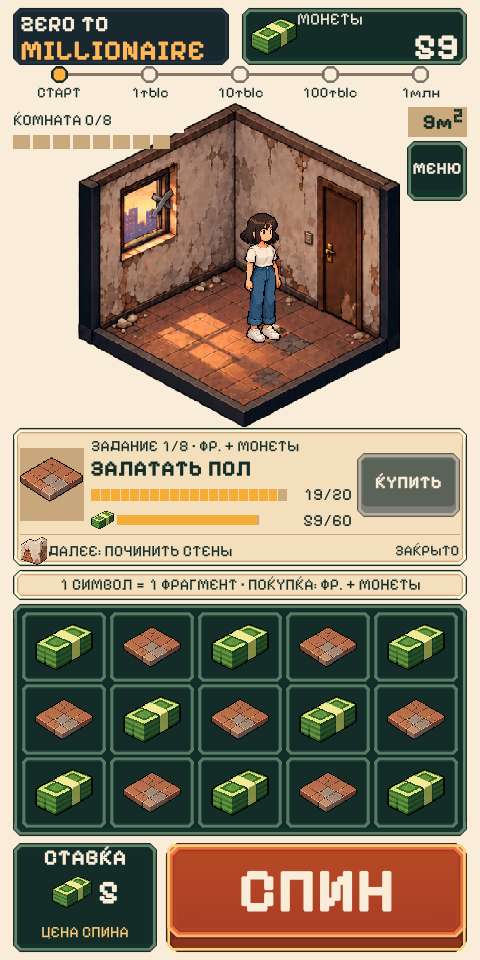 ZERO TO
MILLIONAIRE
МОНЕТЫ
59
СТАРТ
1тыс
10тыс
100тыс
1млн
КОМНАТА 0/8
9м²
МЕНЮ
ЗАДАНИЕ 1/8 · ФР. + МОНЕТЫ
ЗАЛАТАТЬ ПОЛ
19/20
КУПИТЬ
59/60
ДАЛЕЕ: ПОЧИНИТЬ СТЕНЫ
ЗАКРЫТО
1 СИМВОЛ = 1 ФРАГМЕНТ · ПОКУПКА: ФР. + МОНЕТЫ
СТАВКА
5
ЦЕНА СПИНА
СПИН